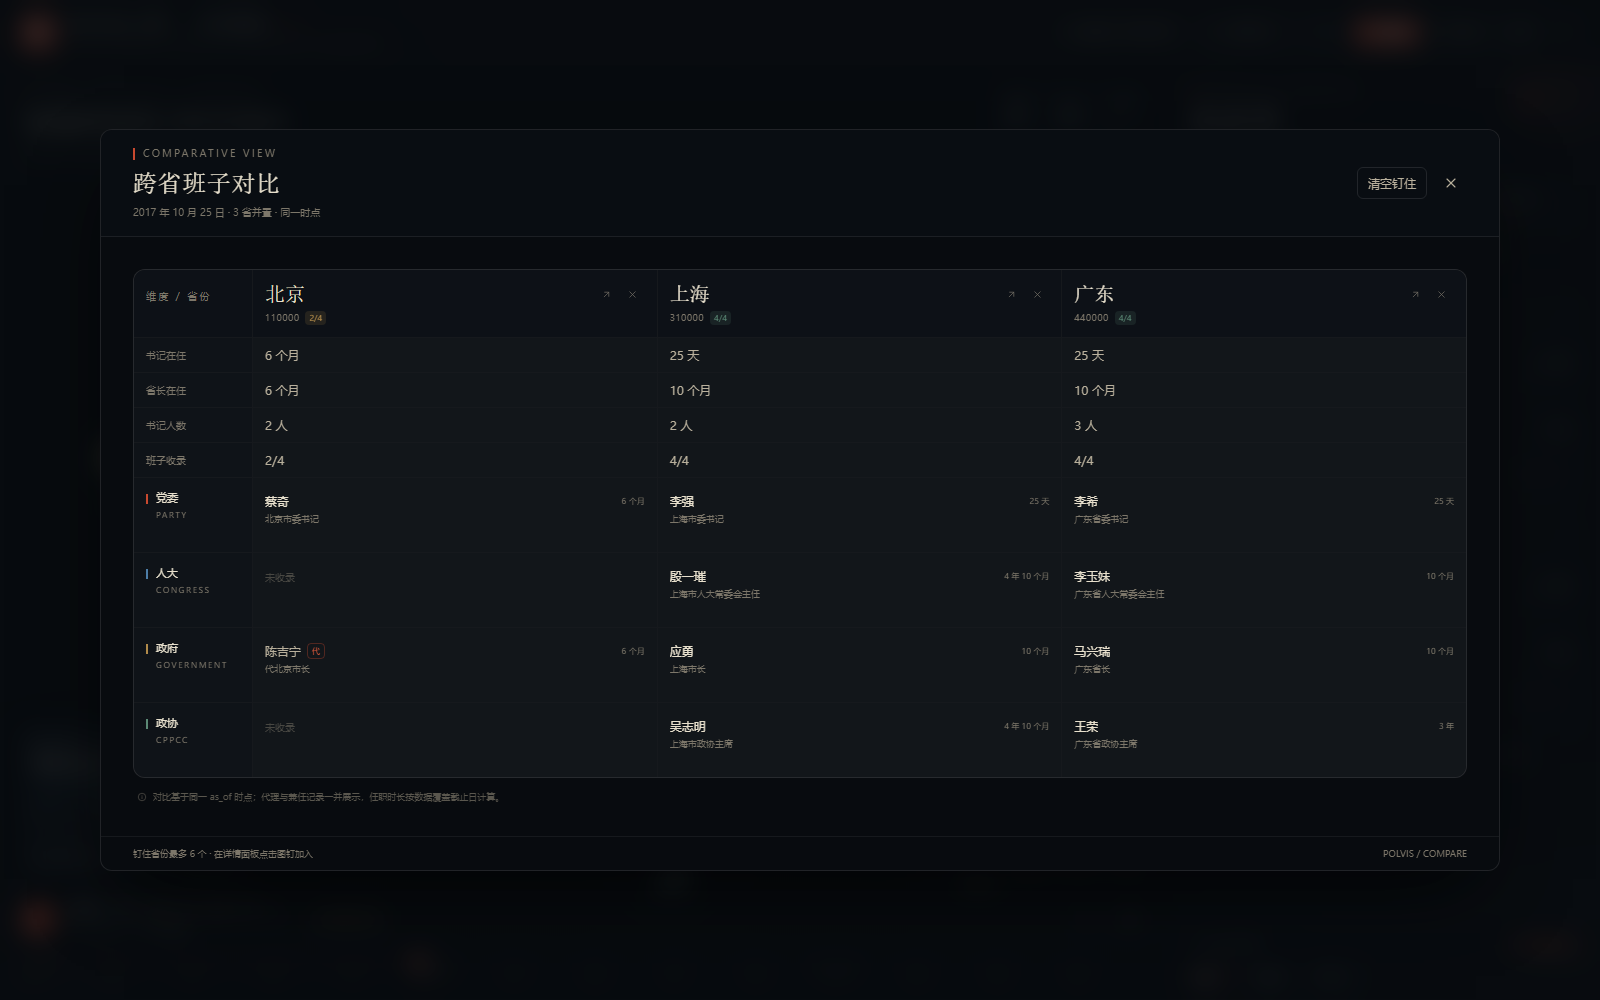 COMPARATIVE VIEW
跨省班子对比
2017 年 10 月 25 日 · 3 省并置 · 同一时点
清空钉住
维度 / 省份
北京
110000 2/4
上海
310000 4/4
广东
440000 4/4
书记在任 6 个月 25 天 25 天
省长在任 6 个月 10 个月 10 个月
书记人数 2 人 2 人 3 人
班子收录 2/4 4/4 4/4
党委
PARTY
蔡奇 6 个月
北京市委书记
李强 25 天
上海市委书记
李希 25 天
广东省委书记
人大
CONGRESS
未收录
殷一璀 4 年 10 个月
上海市人大常委会主任
李玉妹 10 个月
广东省人大常委会主任
政府
GOVERNMENT
陈吉宁 代 6 个月
代北京市长
应勇 10 个月
上海市长
马兴瑞 10 个月
广东省长
政协
CPPCC
未收录
吴志明 4 年 10 个月
上海市政协主席
王荣 3 年
广东省政协主席
对比基于同一 as_of 时点；代理与兼任记录一并展示，任职时长按数据覆盖截止日计算。
钉住省份最多 6 个 · 在详情面板点击图钉加入
POLVIS / COMPARE